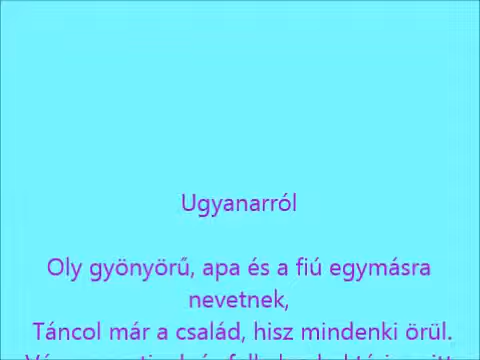 Ugyanarról
Oly gyönyörű, apa és a fiú egymásra
nevetnek,
Táncol már a család, hisz mindenki örül.